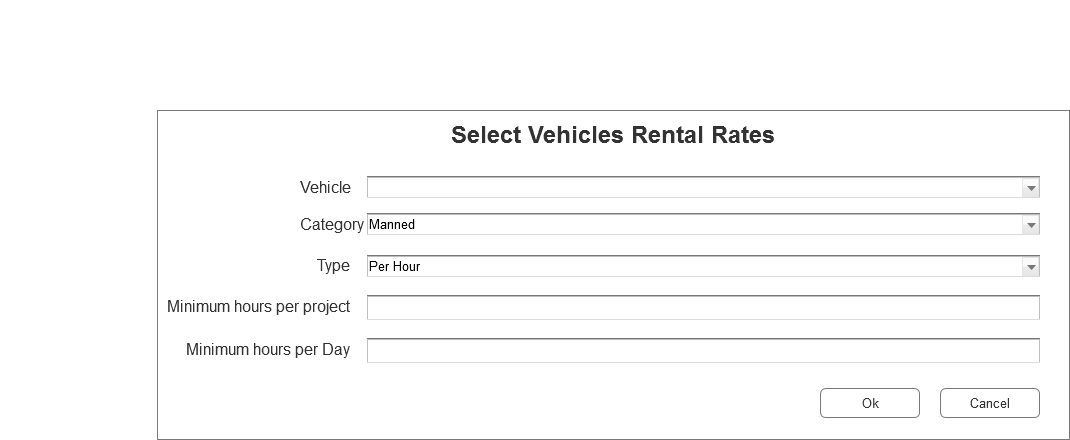 Select Vehicles Rental Rates
Vehicle
Category Manned
Type Per Hour
Minimum hours per project
Minimum hours per Day
Ok Cancel